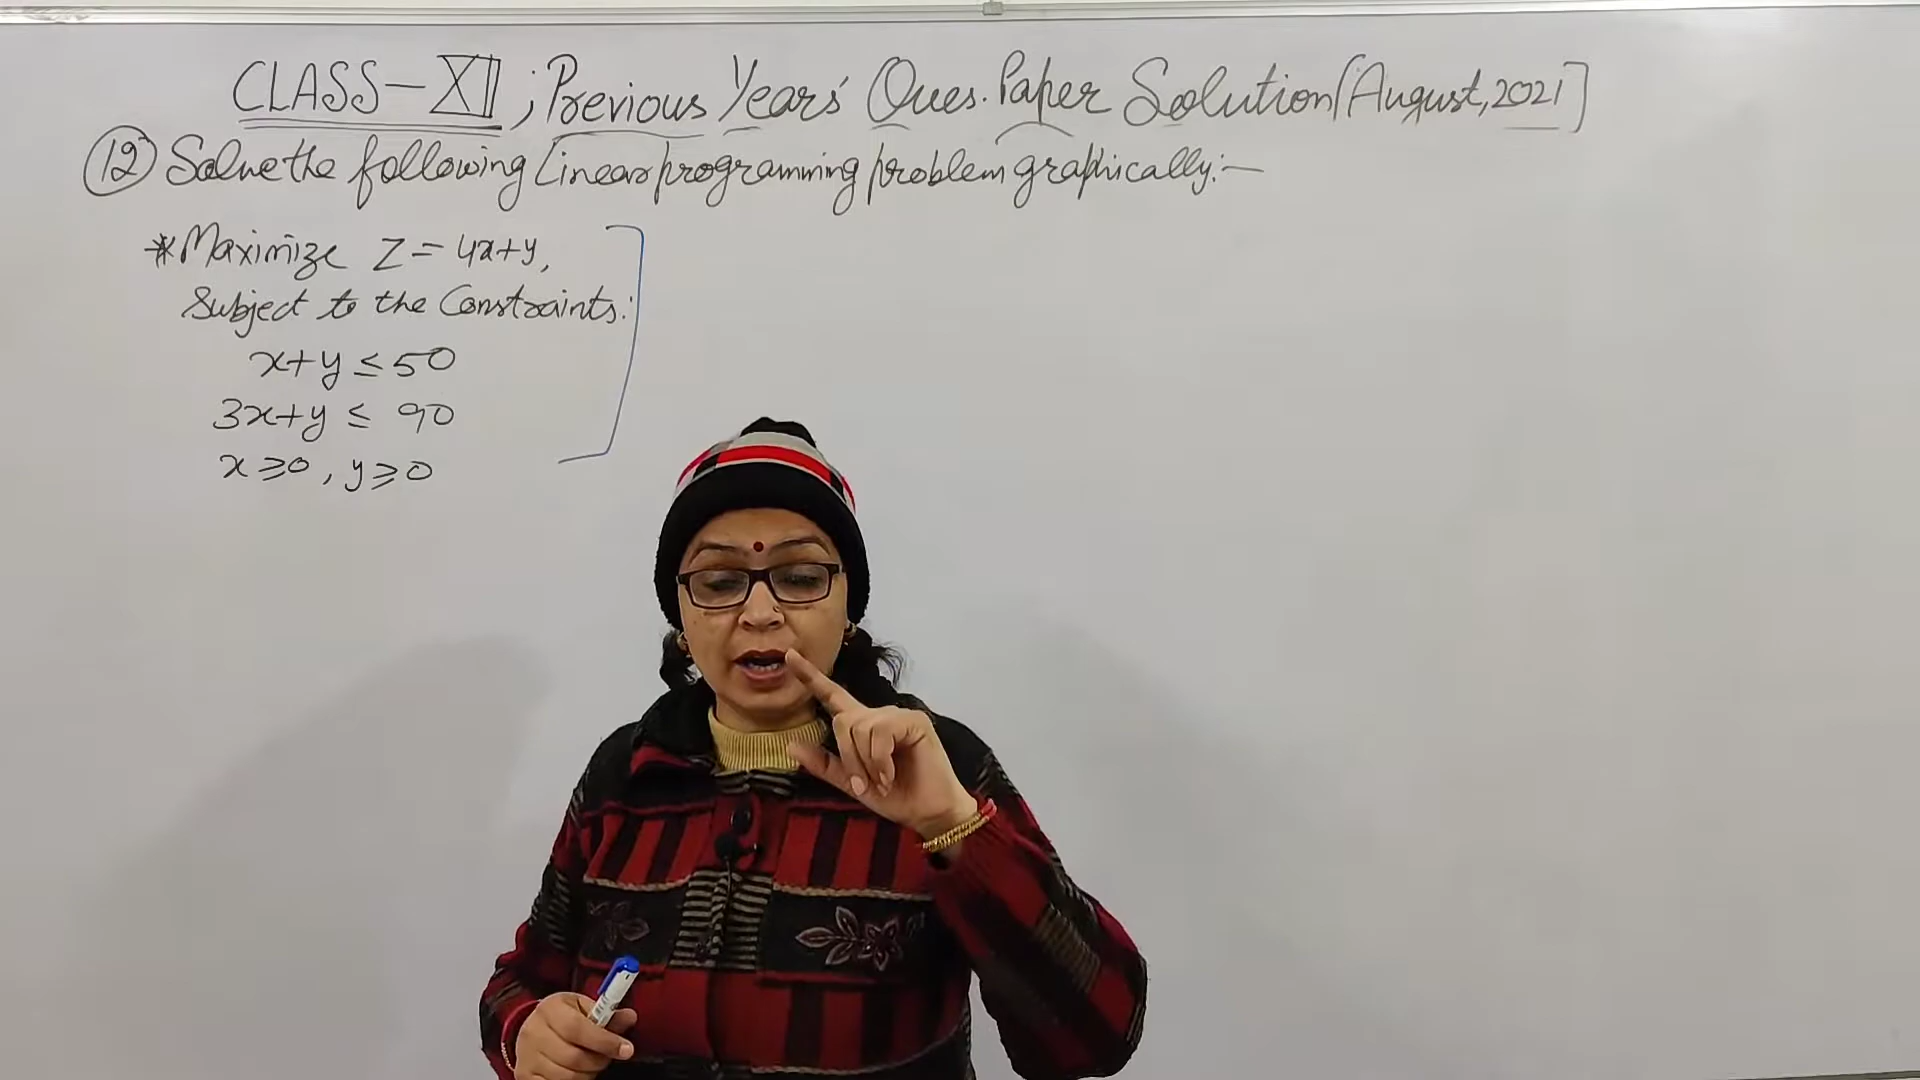 CLASS-XII; Previous Years' Ques. Paper Solution [August, 2021]
12 Solve the following Linear programming problem graphically:-
*Maximize Z = 4x+y,
Subject to the Constraints:
x+y ≤ 50
3x+y ≤ 90
x ≥ 0, y ≥ 0